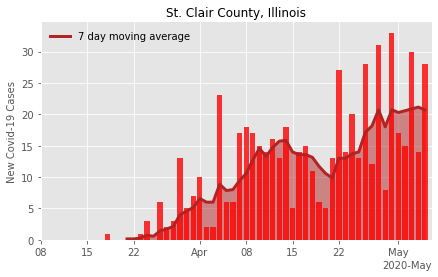 St. Clair County, Illinois
7 day moving average
New Covid-19 Cases
30
25
20
15
10
5
0
08 15 22 Apr 08 15 22 May
2020-May